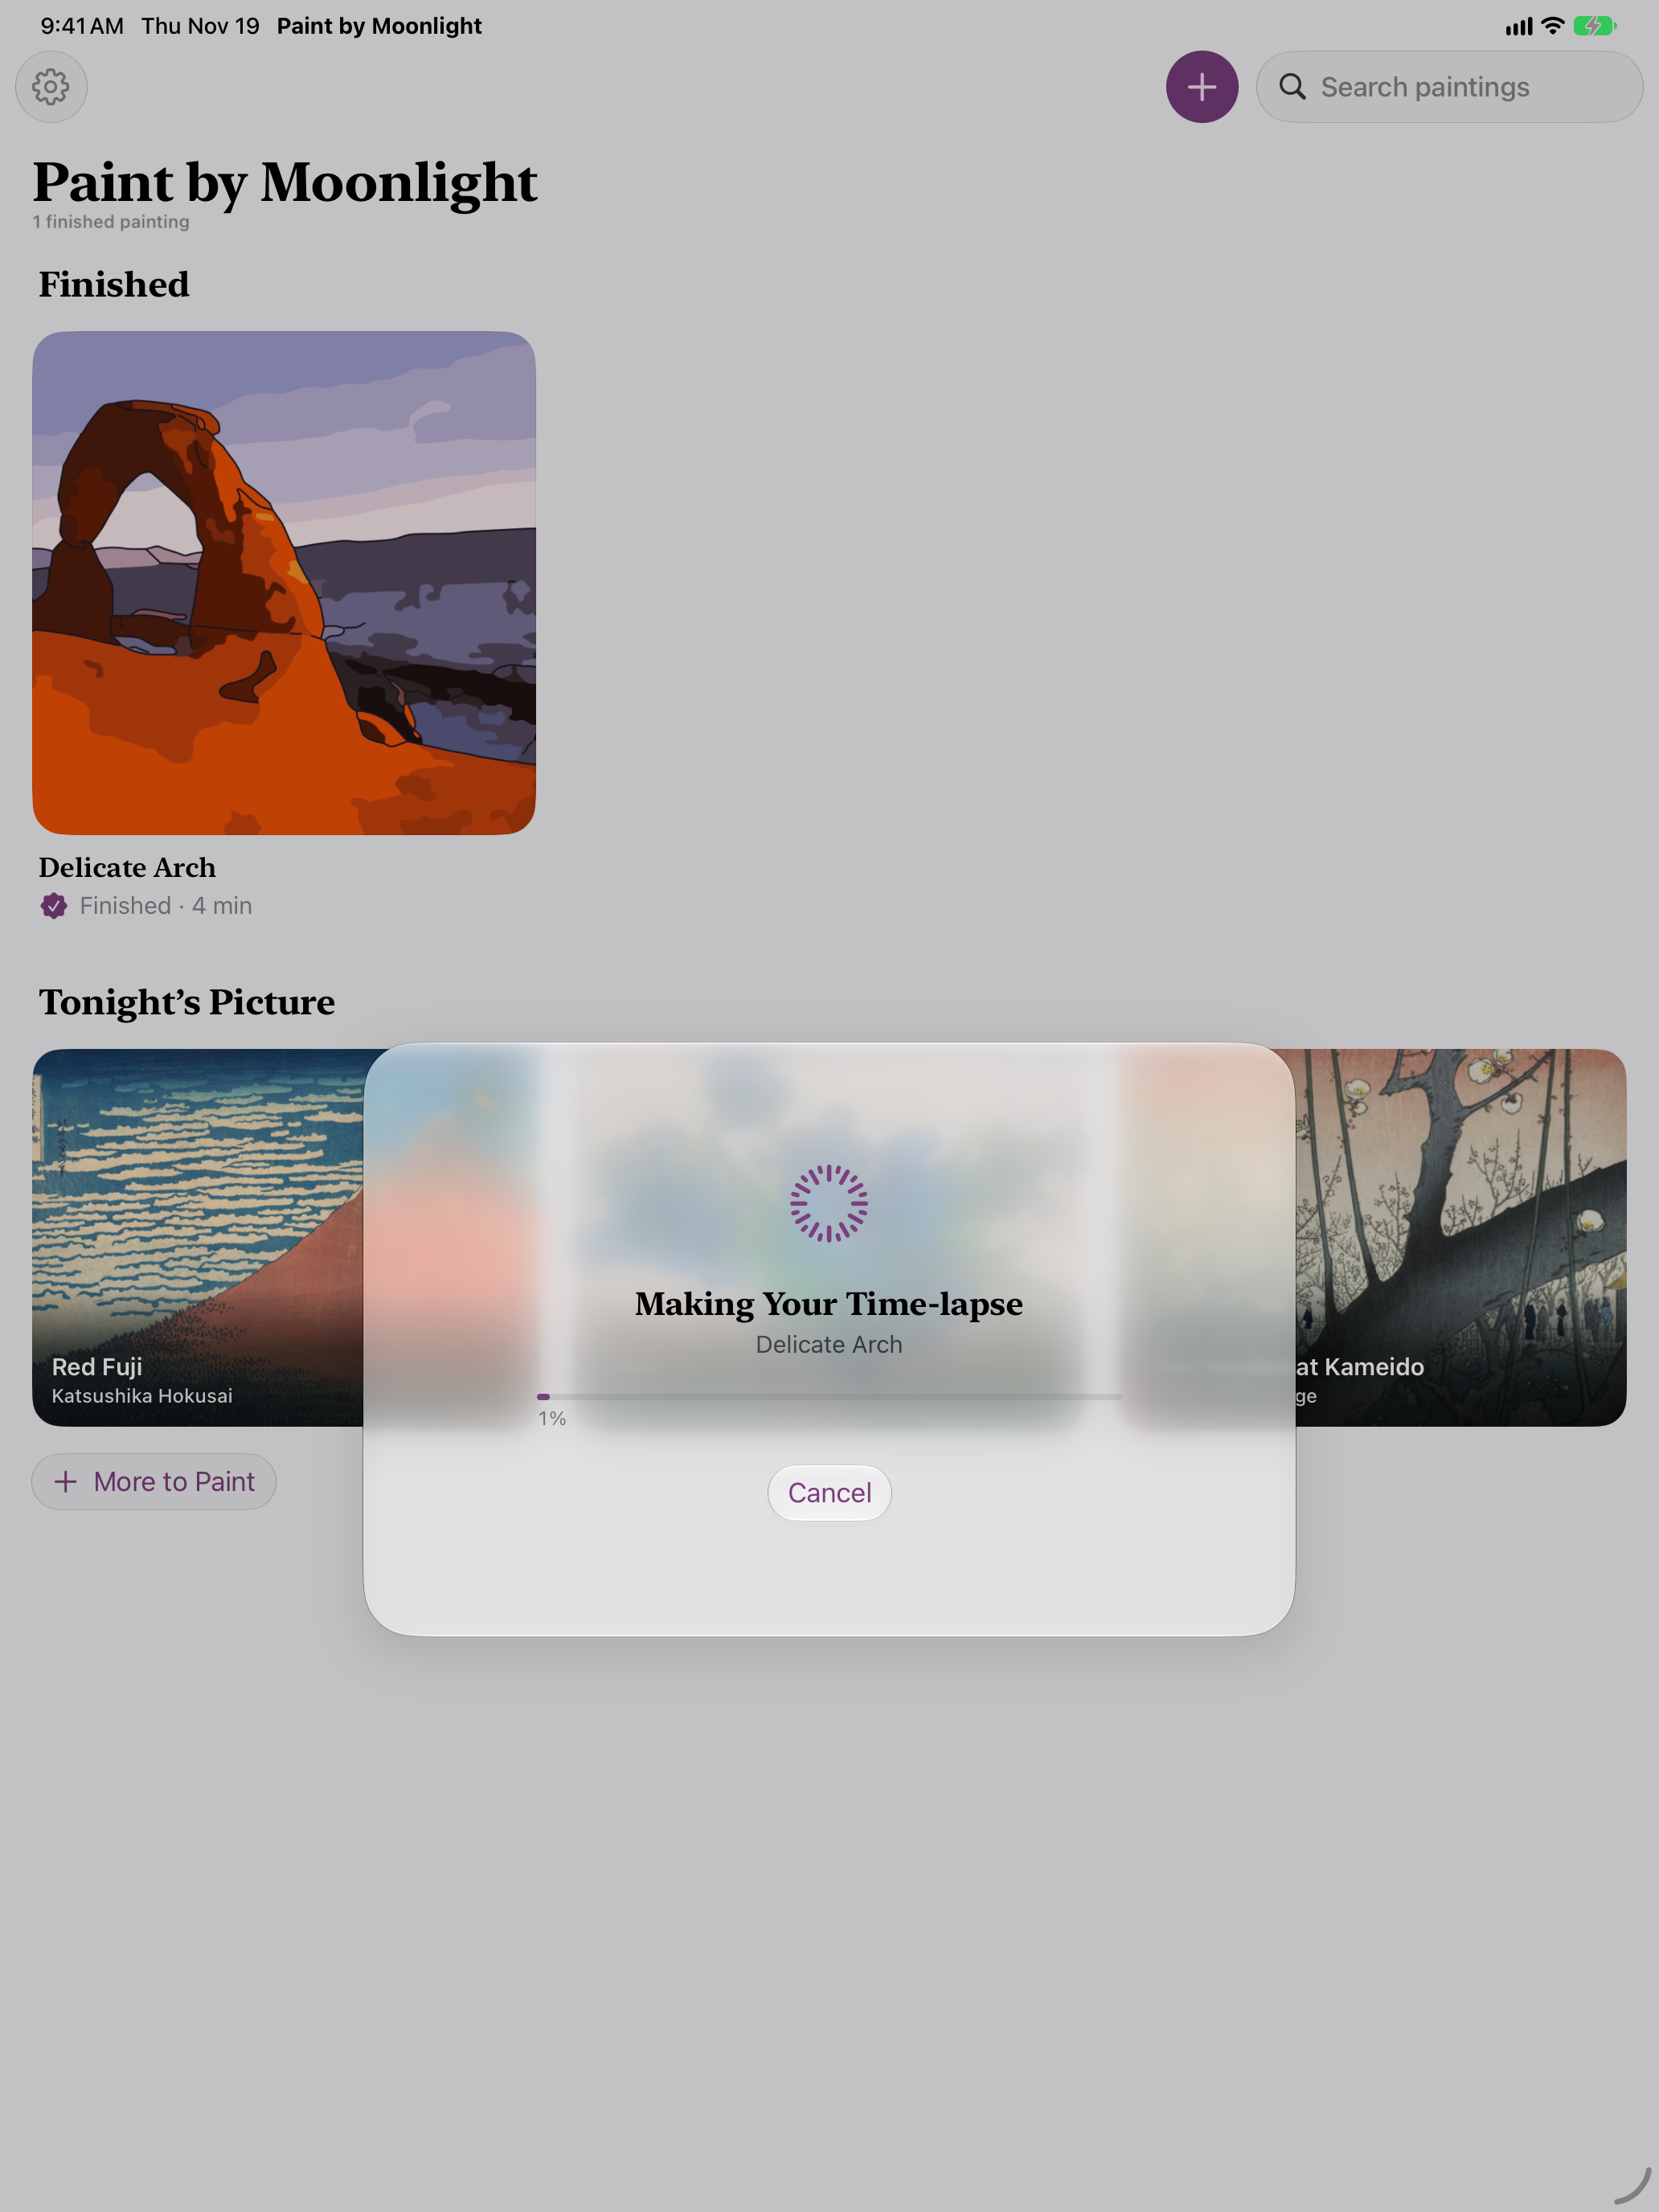 9:41 AM Thu Nov 19 Paint by Moonlight
Search paintings
Paint by Moonlight
1 finished painting
Finished
Delicate Arch
Finished · 4 min
Tonight’s Picture
Red Fuji
Katsushika Hokusai
at Kameido
ge
More to Paint
Making Your Time-lapse
Delicate Arch
1%
Cancel